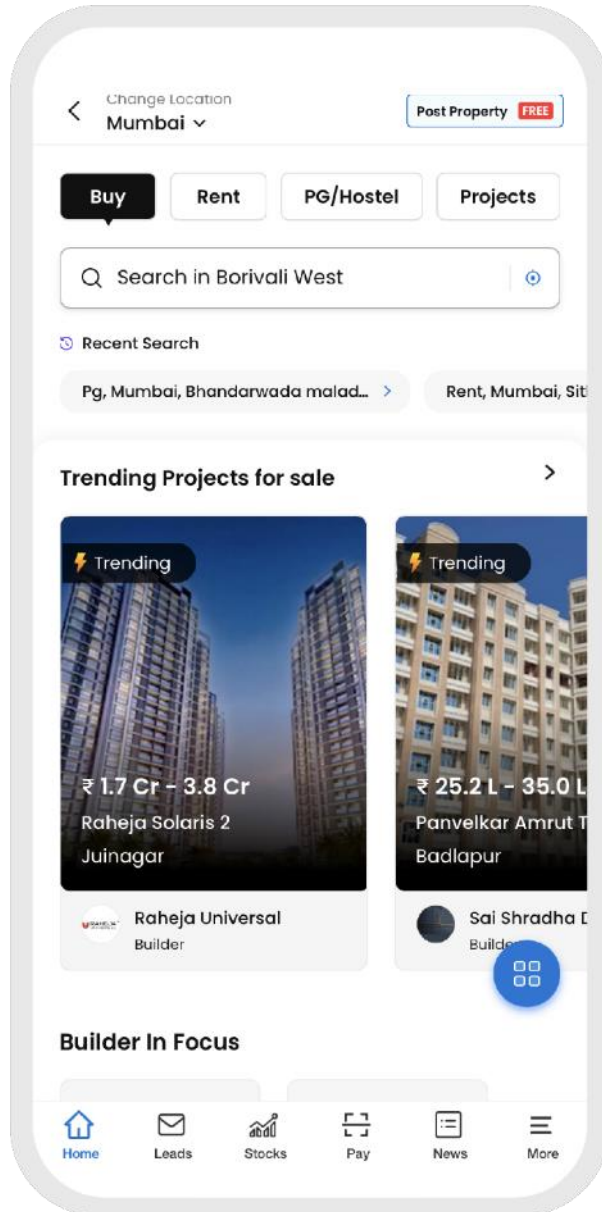 Change Location
Mumbai
Post Property FREE
Buy
Rent
PG/Hostel
Projects
Search in Borivali West
Recent Search
Pg, Mumbai, Bhandarwada malad...
Rent, Mumbai, Sit
Trending Projects for sale
Trending
₹ 1.7 Cr - 3.8 Cr
Raheja Solaris 2
Juinagar
Raheja Universal
Builder
Trending
₹ 25.2 L - 35.0 L
Panvelkar Amrut T
Badlapur
Sai Shradha D
Builder
Builder In Focus
Home
Leads
Stocks
Pay
News
More